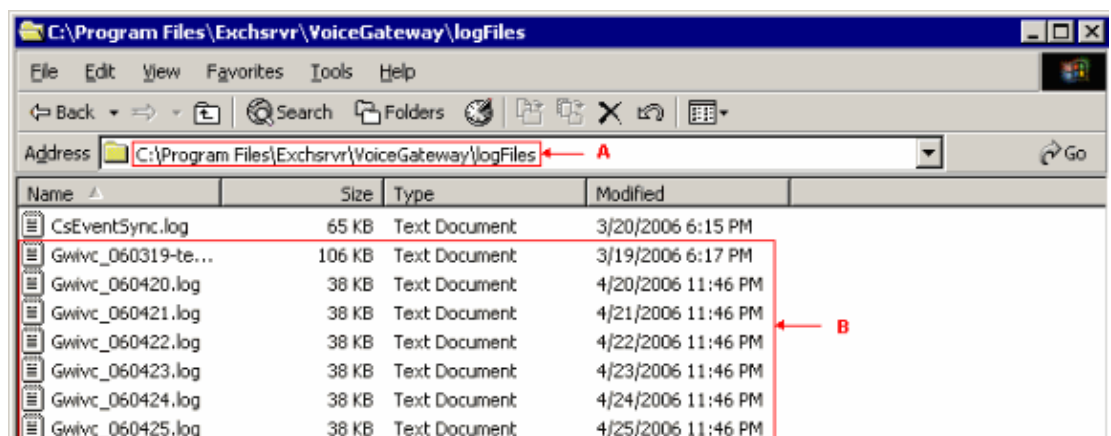 C:\Program Files\Exchsrvr\VoiceGateway\logFiles
File Edit View Favorites Tools Help
Back Search Folders
Address C:\Program Files\Exchsrvr\VoiceGateway\logFiles A Go
Name Size Type Modified
CsEventSync.log 65 KB Text Document 3/20/2006 6:15 PM
Gwivc_060319-te... 106 KB Text Document 3/19/2006 6:17 PM
Gwivc_060420.log 38 KB Text Document 4/20/2006 11:46 PM
Gwivc_060421.log 38 KB Text Document 4/21/2006 11:46 PM
B
Gwivc_060422.log 38 KB Text Document 4/22/2006 11:46 PM
Gwivc_060423.log 38 KB Text Document 4/23/2006 11:46 PM
Gwivc_060424.log 38 KB Text Document 4/24/2006 11:46 PM
Gwivc_060425.log 38 KB Text Document 4/25/2006 11:46 PM